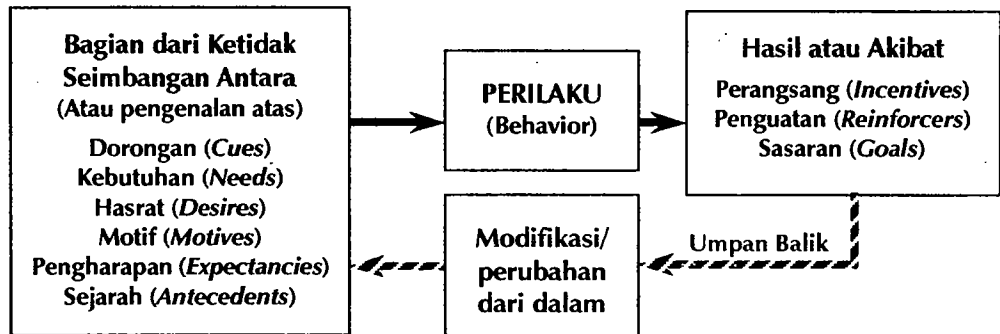 Bagian dari Ketidak
Seimbangan Antara
(Atau pengenalan atas)
Dorongan (Cues)
Kebutuhan (Needs)
Hasrat (Desires)
Motif (Motives)
Pengharapan (Expectancies)
Sejarah (Antecedents)
PERILAKU
(Behavior)
Hasil atau Akibat
Perangsang (Incentives)
Penguatan (Reinforcers)
Sasaran (Goals)
Umpan Balik
Modifikasi/
perubahan
dari dalam